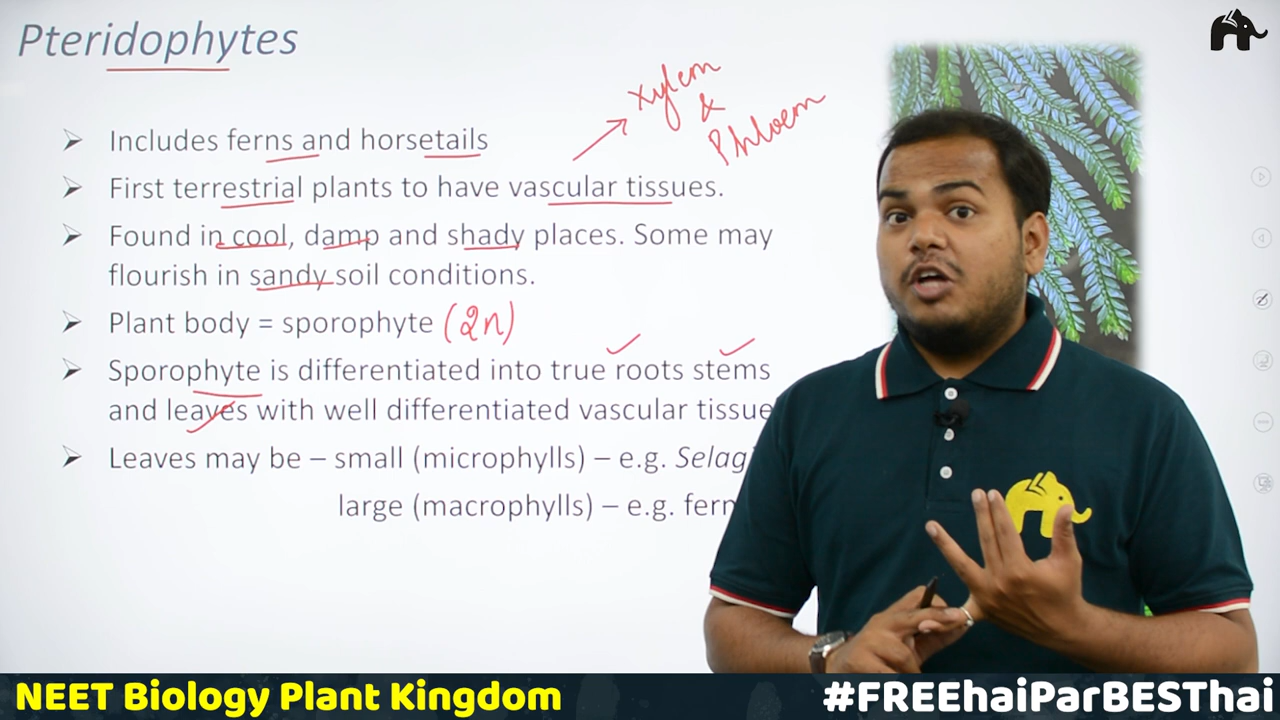 Pteridophytes
Xylem
&
Phloem
➤ Includes ferns and horsetails
➤ First terrestrial plants to have vascular tissues.
➤ Found in cool, damp and shady places. Some may
flourish in sandy soil conditions.
➤ Plant body = sporophyte (2n)
➤ Sporophyte is differentiated into true roots stems
and leaves with well differentiated vascular tissue
➤ Leaves may be – small (microphylls) – e.g. Selagi
large (macrophylls) – e.g. fern
NEET Biology Plant Kingdom
#FREEhaiParBESThai